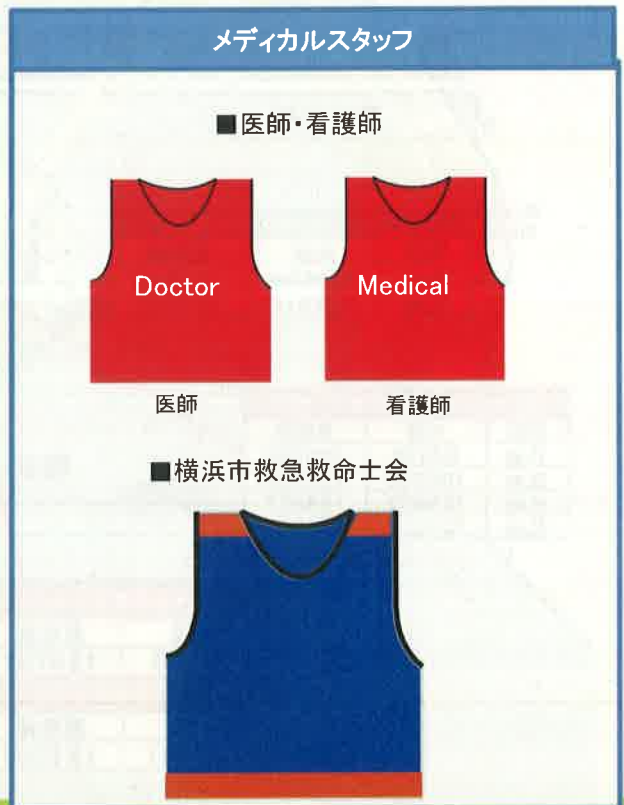 メディカルスタッフ
■医師・看護師
Doctor
Medical
医師
看護師
■横浜市救急救命士会